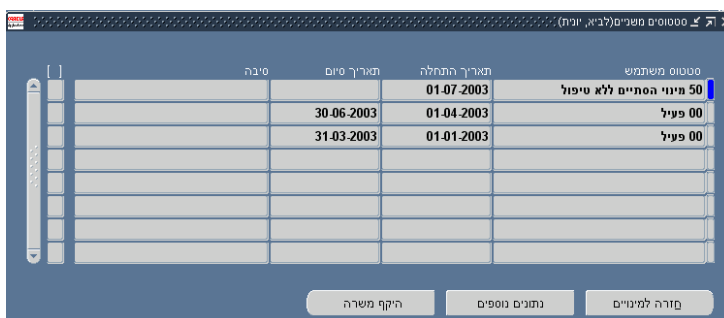 סטטוסים משניים(לביא, יונית)
סטטוס משתמש תאריך התחלה תאריך סיום סיבה [ ]
50 מינוי הסתיים ללא טיפול 01-07-2003
00 פעיל 01-04-2003 30-06-2003
00 פעיל 01-01-2003 31-03-2003
חזרה למינויים נתונים נוספים היקף משרה